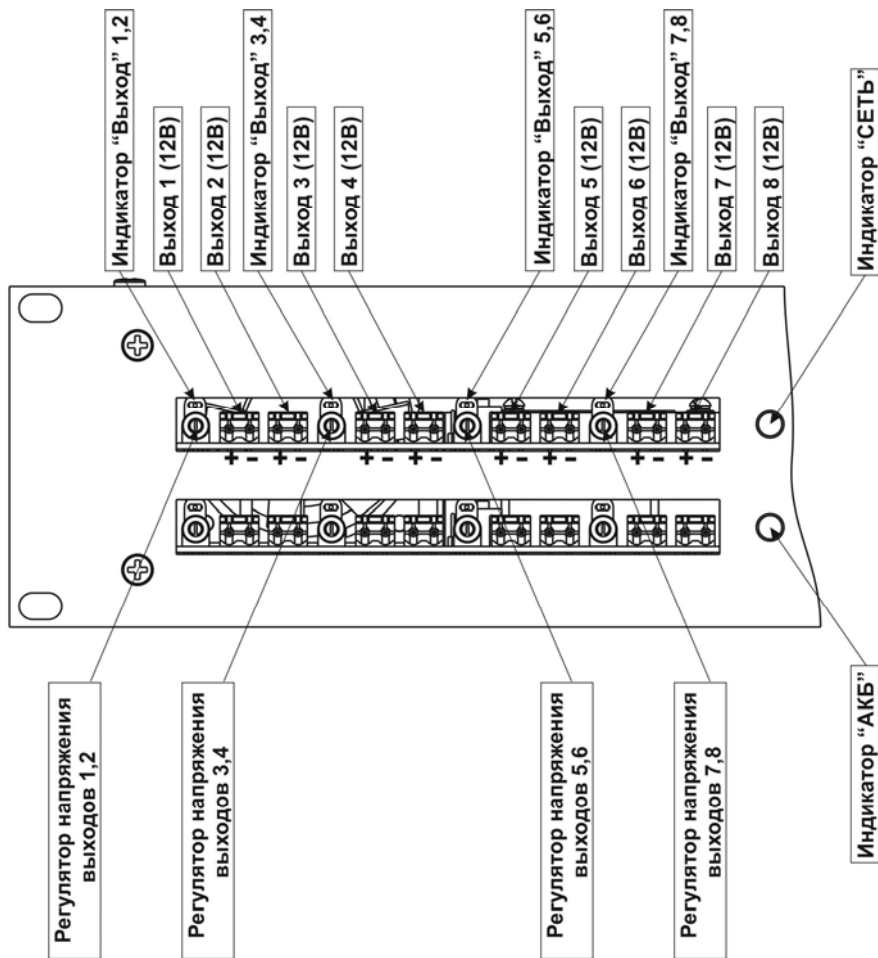 Индикатор “Выход” 1,2
Выход 1 (12В)
Выход 2 (12В)
Индикатор “Выход” 3,4
Выход 3 (12В)
Выход 4 (12В)
Индикатор “Выход” 5,6
Выход 5 (12В)
Выход 6 (12В)
Индикатор “Выход” 7,8
Выход 7 (12В)
Выход 8 (12В)
Индикатор “СЕТЬ”
+ - + - + - + - + - + - + - + -
Регулятор напряжения
выходов 1,2
Регулятор напряжения
выходов 3,4
Регулятор напряжения
выходов 5,6
Регулятор напряжения
выходов 7,8
Индикатор “АКБ”